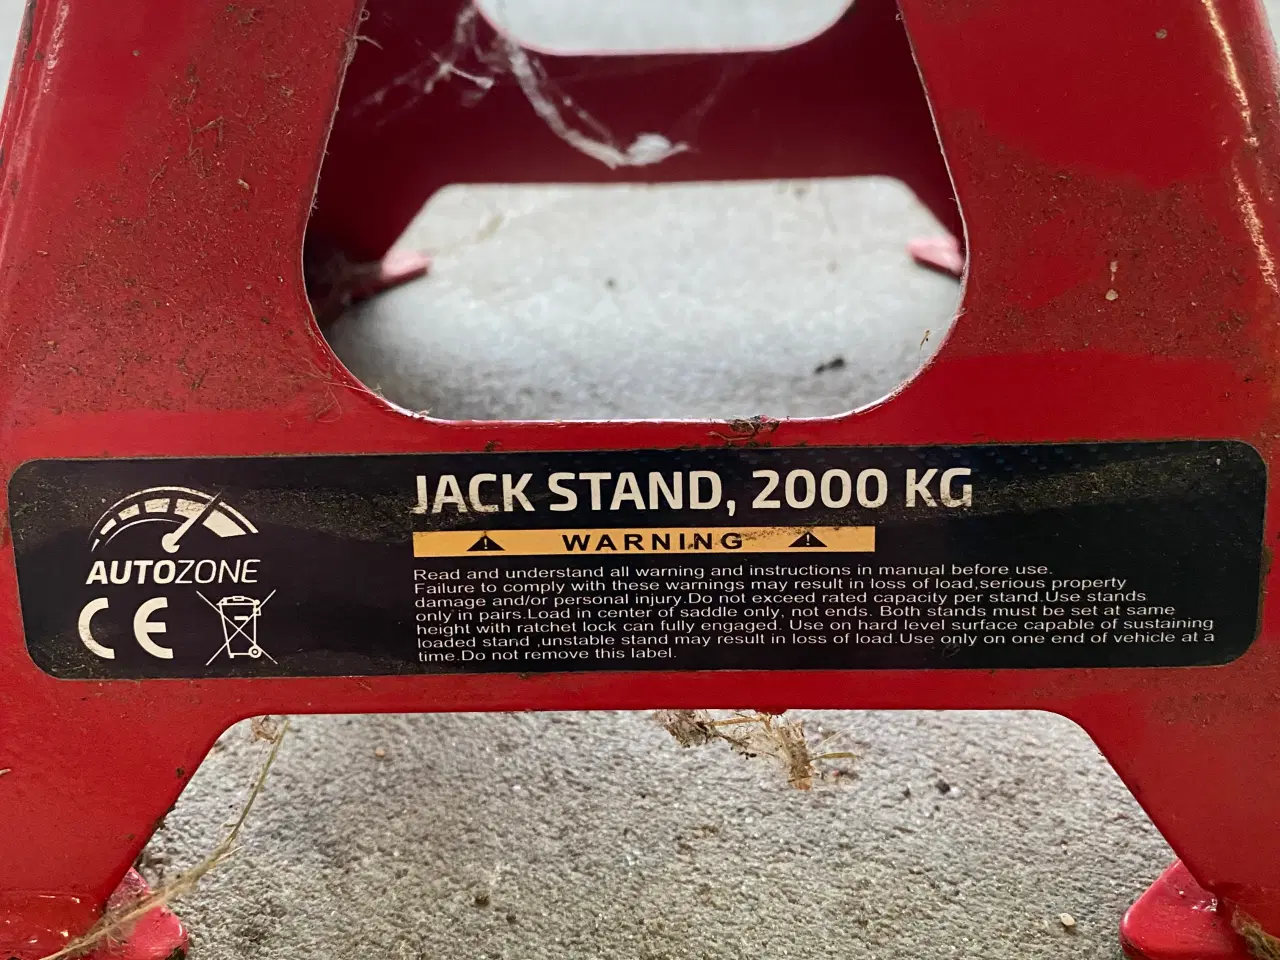 JACK STAND, 2000 KG
WARNING
AUTOZONE
CE
Read and understand all warning and instructions in manual before use.
Failure to comply with these warnings may result in loss of load,serious property
damage and/or personal injury.Do not exceed rated capacity per stand.Use stands
only in pairs.Load in center of saddle only, not ends. Both stands must be set at same
height with ratchet lock can fully engaged. Use on hard level surface capable of sustaining
loaded stand ,unstable stand may result in loss of load.Use only on one end of vehicle at a
time.Do not remove this label.